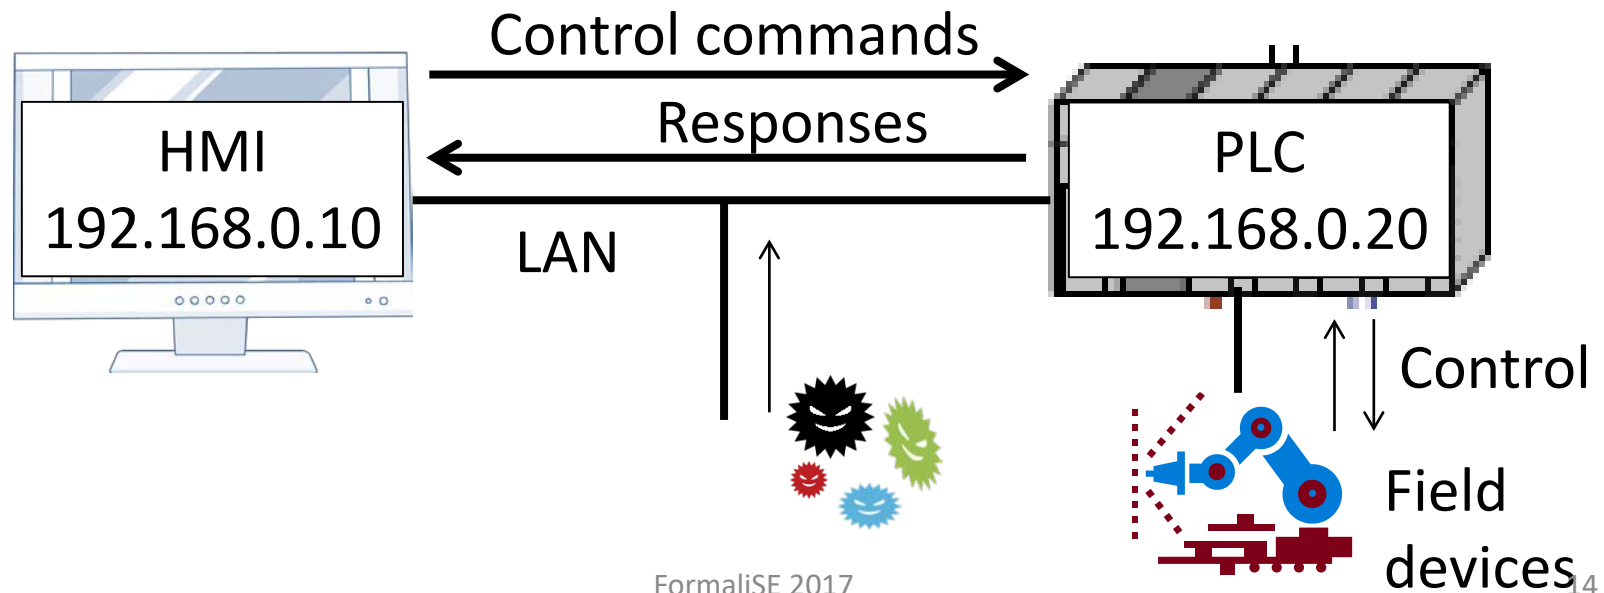 Control commands
Responses
HMI
192.168.0.10
PLC
192.168.0.20
LAN
Control
Field
devices
FormaliSE 2017
14